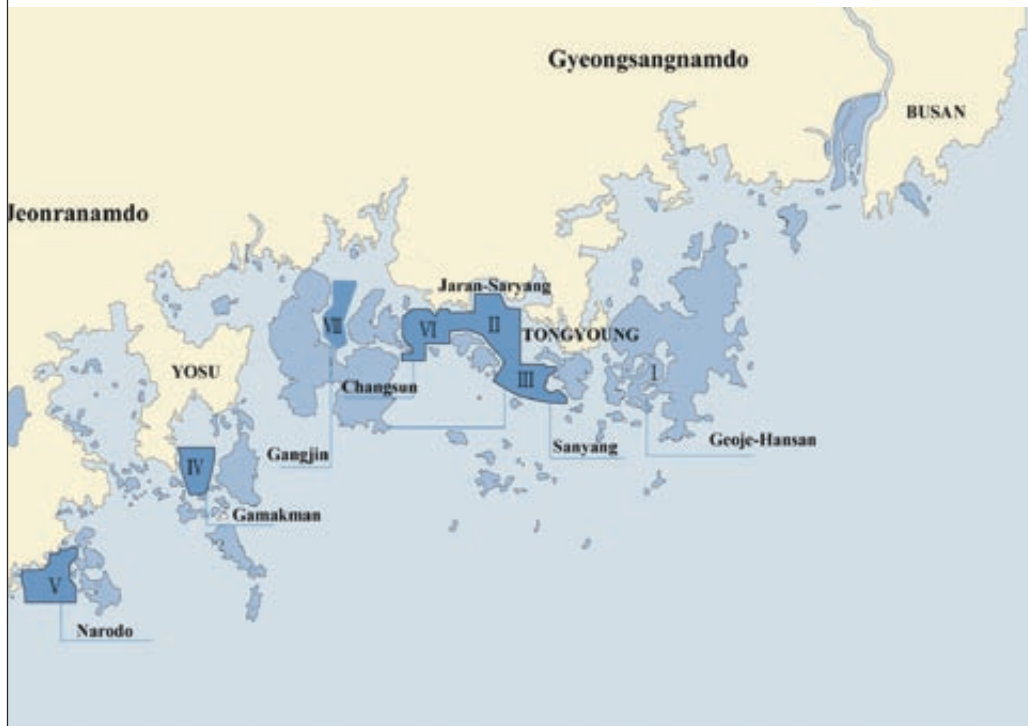 Gyeongsangnamdo
BUSAN
Jeonranamdo
Jaran-Saryang
VII
VI
II
TONGYOUNG
YOSU
III
I
Changsun
Geoje-Hansan
Sanyang
Gangjin
IV
Gamakman
V
Narodo